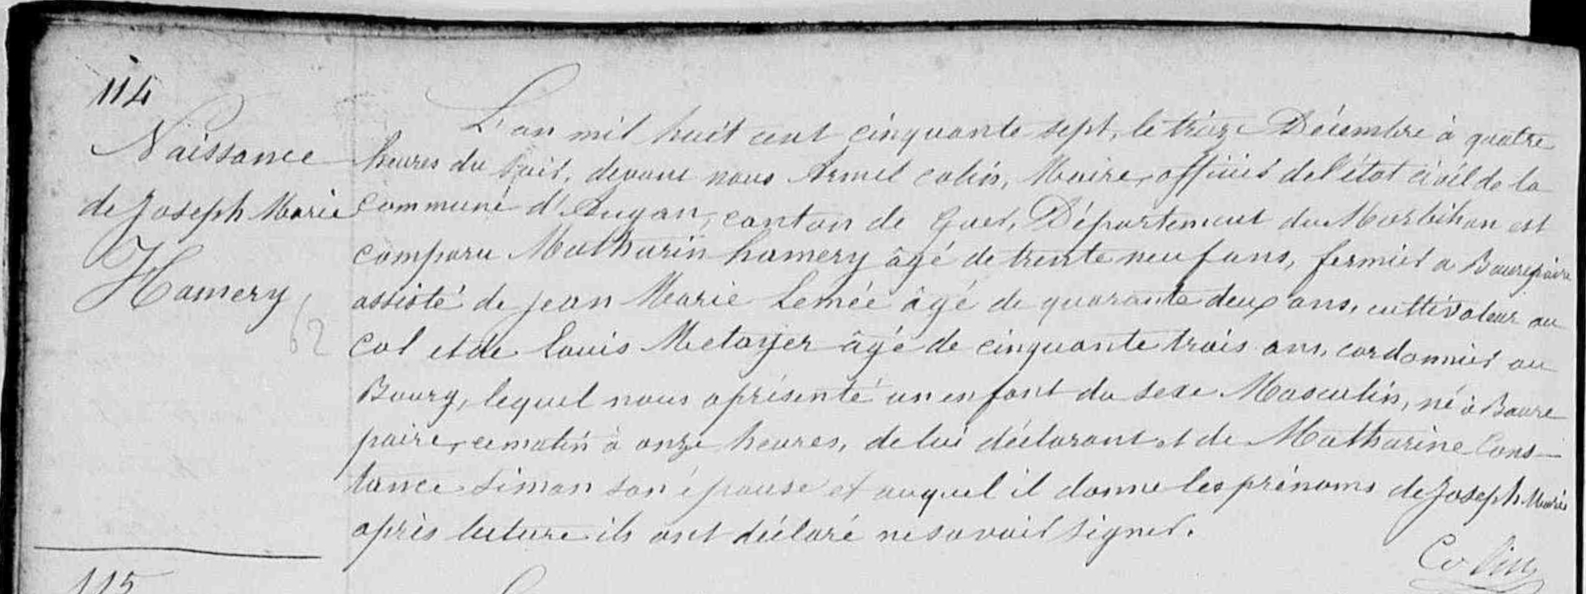 114
Naissance
de Joseph Marie
Hamery
62
L'an mil huit cent cinquante sept, le treize Décembre à quatre
heures du soir, devant nous Armel Colin, Maire, officier de l'état civil de la
commune d'Augan, canton de Guer, Département du Morbihan est
comparu Mathurin hamery âgé de trente neuf ans, fermier a Beaurepaire
assisté de jean Marie Lemée âgé de quarante deux ans, cultivateur au
Col et de Louis Metayer âgé de cinquante trois ans, cordonnier au
Bourg, lequel nous a présenté un enfant du sexe Masculin, né à Beaure
paire, ce matin à onze heures, de lui déclarant et de Mathurine Cons-
tance Simon son épouse et auquel il donne les prénoms de Joseph Marie
après lecture ils ont déclaré ne savoir signer.
Colin
115